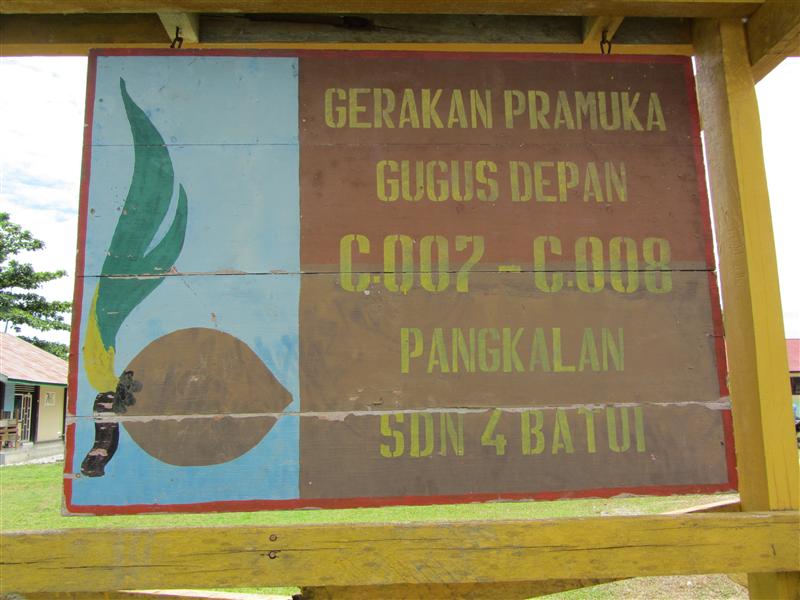 GERAKAN PRAMUKA
GUGUS DEPAN
C.007 - C.008
PANGKALAN
SDN 4 BATUI